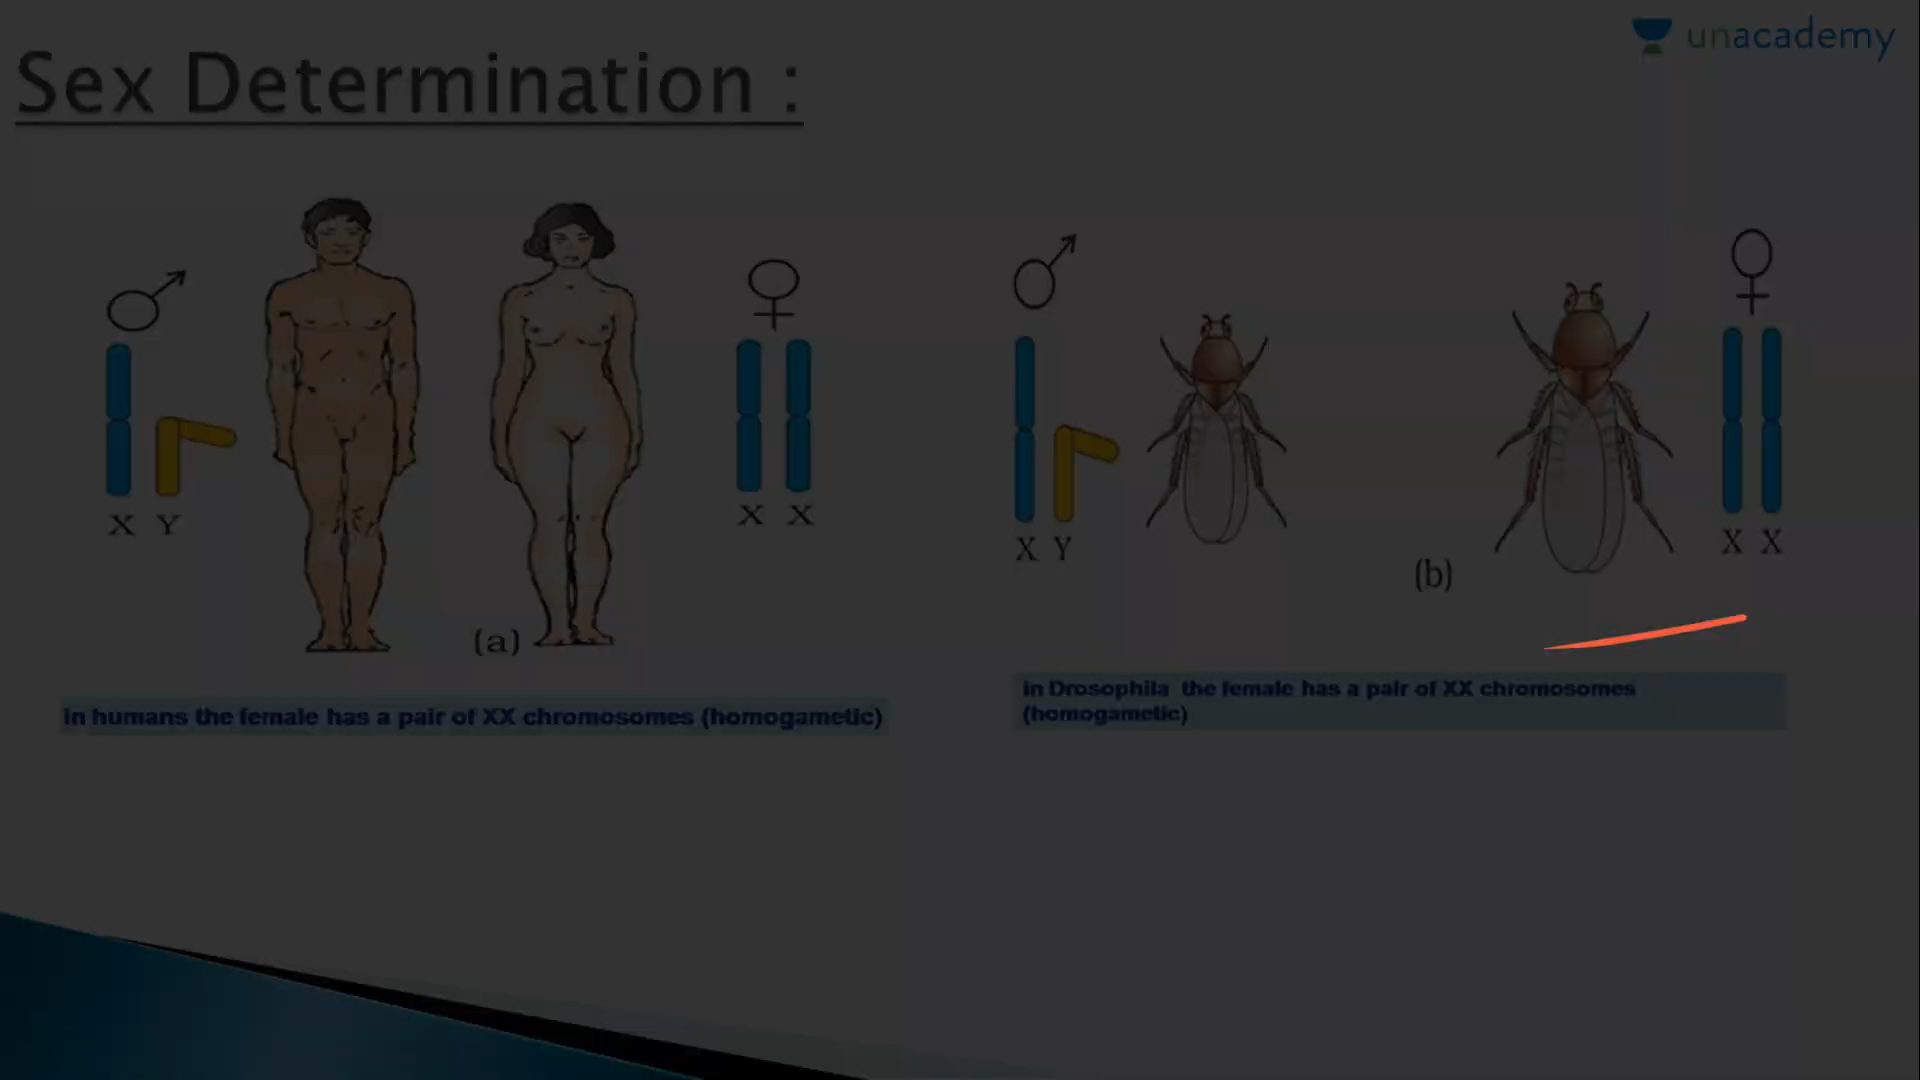 unacademy
Sex Determination :
X Y
X X
(a)
X Y
X X
(b)
in humans the female has a pair of XX chromosomes (homogametic)
in Drosophila the female has a pair of XX chromosomes
(homogametic)